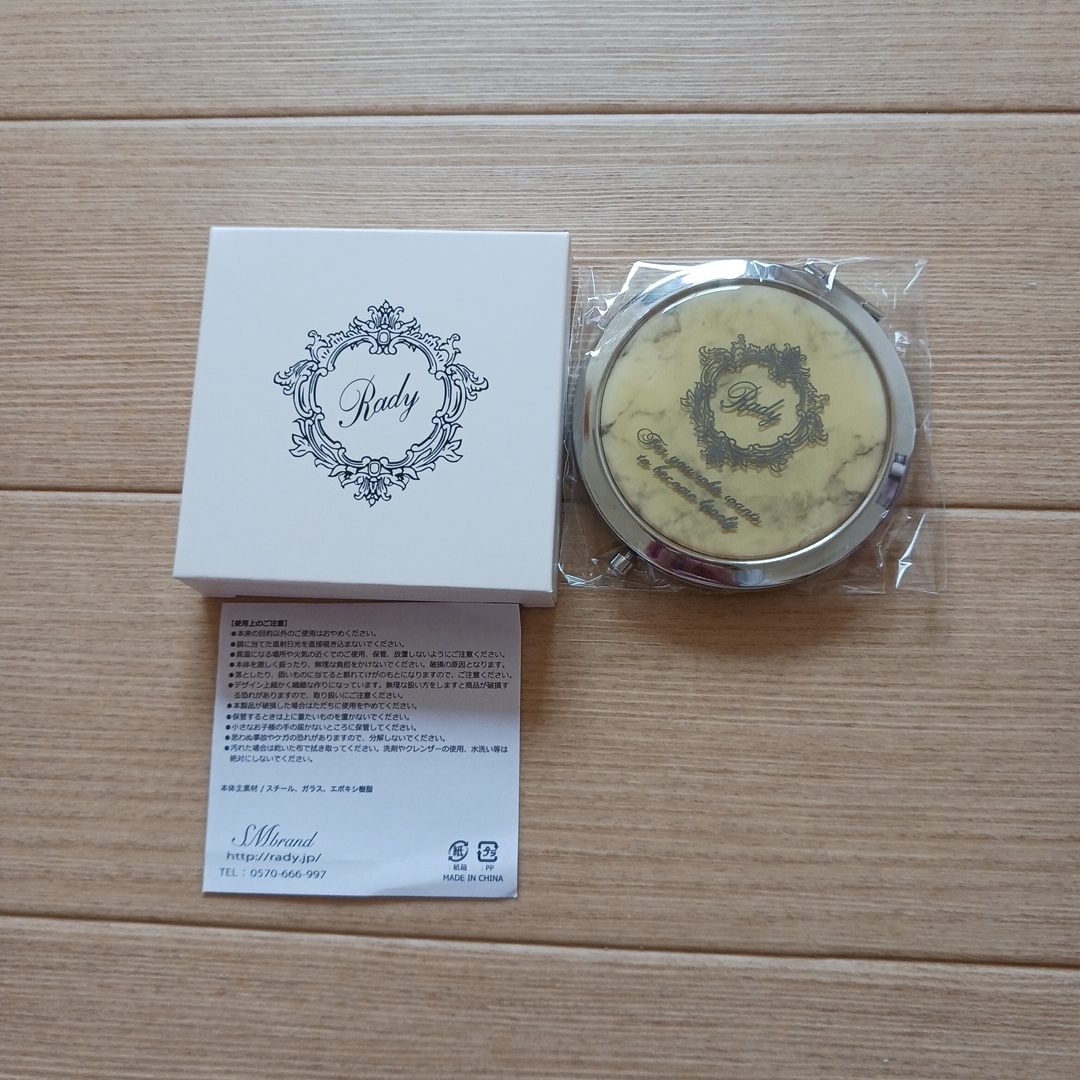 Rady
Rady
For you who wants
to become lovely
【使用上のご注意】
●本来の目的以外のご使用はおやめください。
●鏡に当てた直射日光を直接覗き込まないでください。
●高温になる場所や火気の近くでのご使用、保管、放置しないようにご注意ください。
●本体を激しく振ったり、無理な負担をかけないでください。破損の原因となります。
●落としたり、固いものに当てると割れてけがのもとになりますので、ご注意ください。
●デザイン上細かく繊細な作りになっています。無理な扱い方をしますと商品が破損す
る恐れがありますので、取り扱いにご注意ください。
●本製品が破損した場合はただちに使用をやめてください。
●保管するときは上に重たいものを置かないでください。
●小さなお子様の手の届かないところに保管してください。
●思わぬ事故やケガの恐れがありますので、分解しないでください。
●汚れた場合は乾いた布で拭き取ってください。洗剤やクレンザーの使用、水洗い等は
絶対にしないでください。
本体主素材 / スチール、ガラス、エポキシ樹脂
SMbrand
http://rady.jp/
TEL：0570-666-997
紙 プラ
紙箱 : PP
MADE IN CHINA